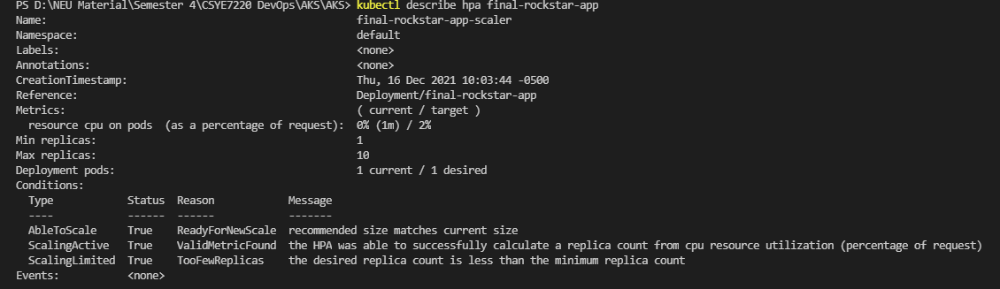 PS D:\NEU Material\Semester 4\CSYE7220 DevOps\AKS\AKS> kubectl describe hpa final-rockstar-app
Name: final-rockstar-app-scaler
Namespace: default
Labels: <none>
Annotations: <none>
CreationTimestamp: Thu, 16 Dec 2021 10:03:44 -0500
Reference: Deployment/final-rockstar-app
Metrics: ( current / target )
resource cpu on pods (as a percentage of request): 0% (1m) / 2%
Min replicas: 1
Max replicas: 10
Deployment pods: 1 current / 1 desired
Conditions:
Type Status Reason Message
---- ------ ------ -------
AbleToScale True ReadyForNewScale recommended size matches current size
ScalingActive True ValidMetricFound the HPA was able to successfully calculate a replica count from cpu resource utilization (percentage of request)
ScalingLimited True TooFewReplicas the desired replica count is less than the minimum replica count
Events: <none>